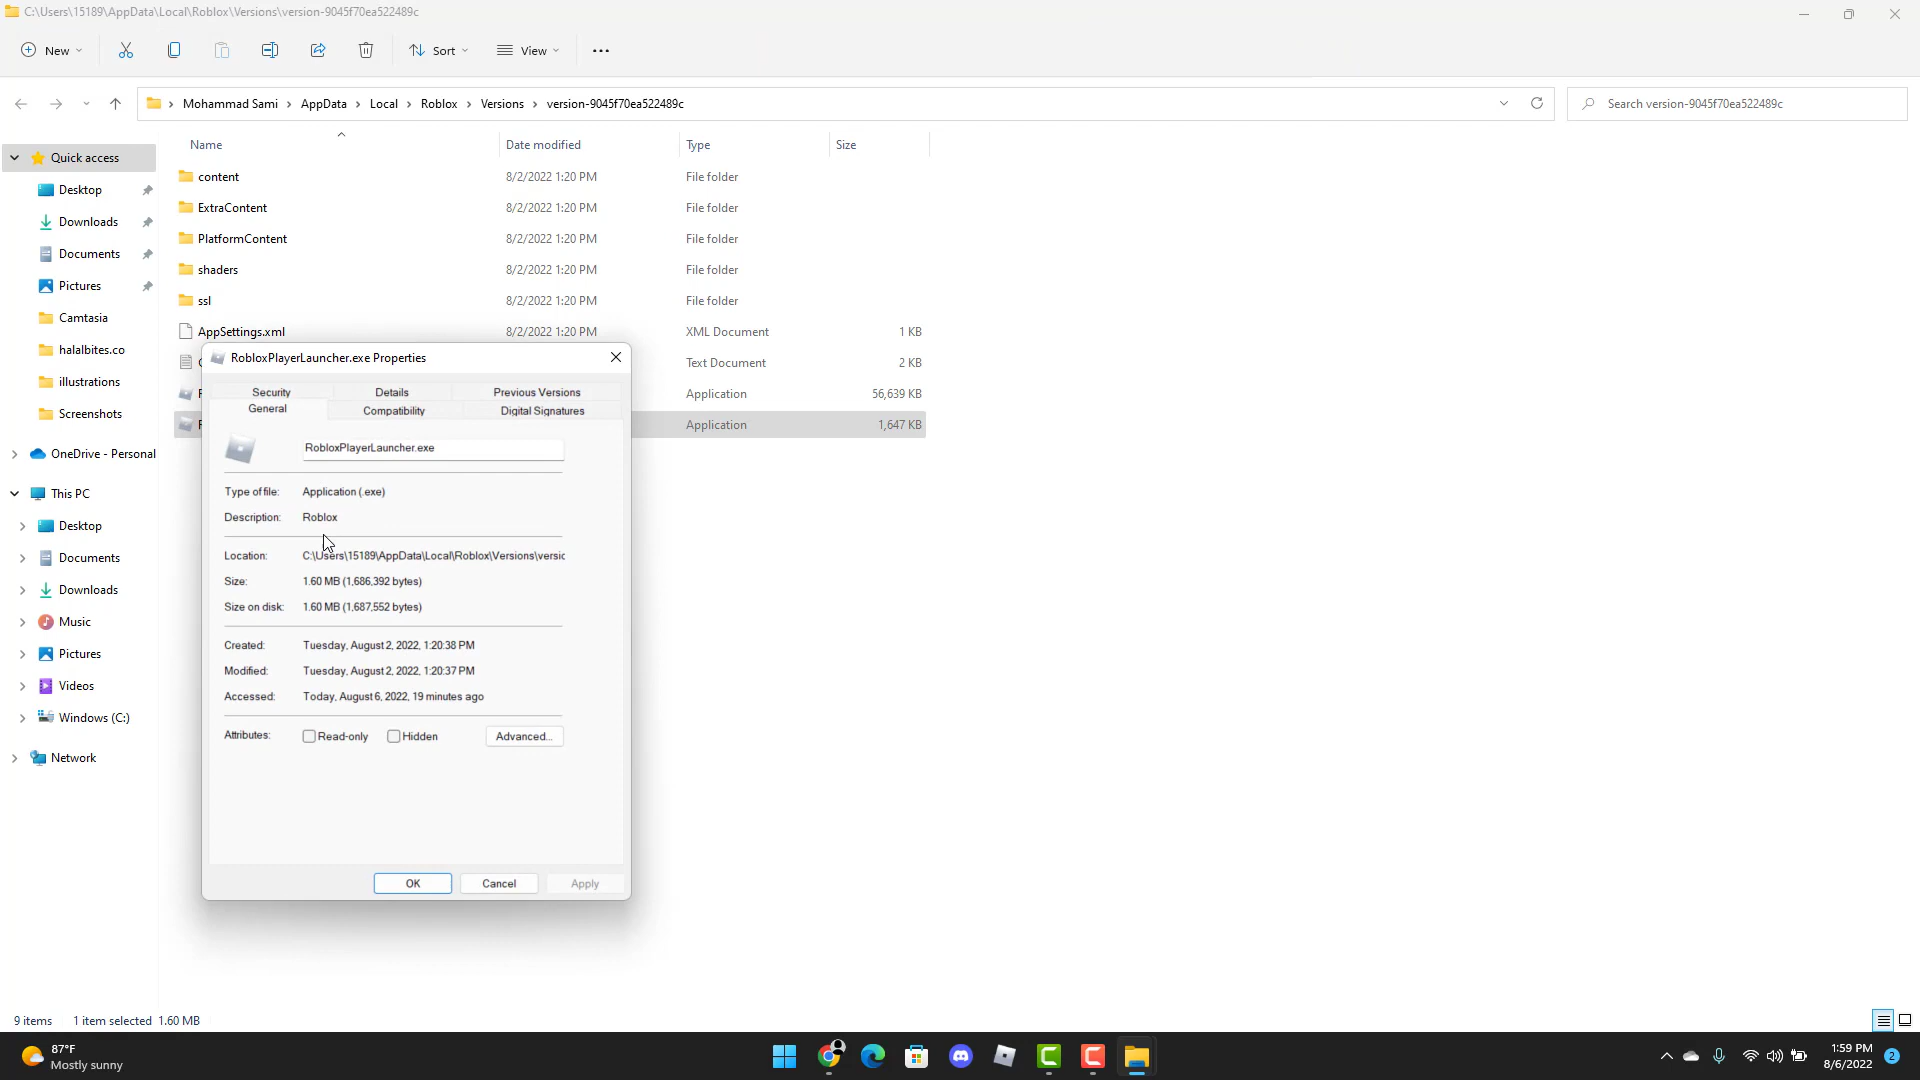 C:\Users\15189\AppData\Local\Roblox\Versions\version-9045f70ea522489c
New
Sort
View
Mohammad Sami > AppData > Local > Roblox > Versions > version-9045f70ea522489c
Search version-9045f70ea522489c
Name
Date modified
Type
Size
Quick access
Desktop
Downloads
Documents
Pictures
Camtasia
halalbites.co
illustrations
Screenshots
OneDrive - Personal
This PC
Desktop
Documents
Downloads
Music
Pictures
Videos
Windows (C:)
Network
content 8/2/2022 1:20 PM File folder
ExtraContent 8/2/2022 1:20 PM File folder
PlatformContent 8/2/2022 1:20 PM File folder
shaders 8/2/2022 1:20 PM File folder
ssl 8/2/2022 1:20 PM File folder
AppSettings.xml 8/2/2022 1:20 PM XML Document 1 KB
Text Document 2 KB
Application 56,639 KB
Application 1,647 KB
RobloxPlayerLauncher.exe Properties
Security Details Previous Versions
General Compatibility Digital Signatures
RobloxPlayerLauncher.exe
Type of file: Application (.exe)
Description: Roblox
Location: C:\Users\15189\AppData\Local\Roblox\Versions\versic
Size: 1.60 MB (1,686,392 bytes)
Size on disk: 1.60 MB (1,687,552 bytes)
Created: Tuesday, August 2, 2022, 1:20:38 PM
Modified: Tuesday, August 2, 2022, 1:20:37 PM
Accessed: Today, August 6, 2022, 19 minutes ago
Attributes: Read-only Hidden Advanced...
OK Cancel Apply
9 items 1 item selected 1.60 MB
87°F
Mostly sunny
1:59 PM
8/6/2022
2